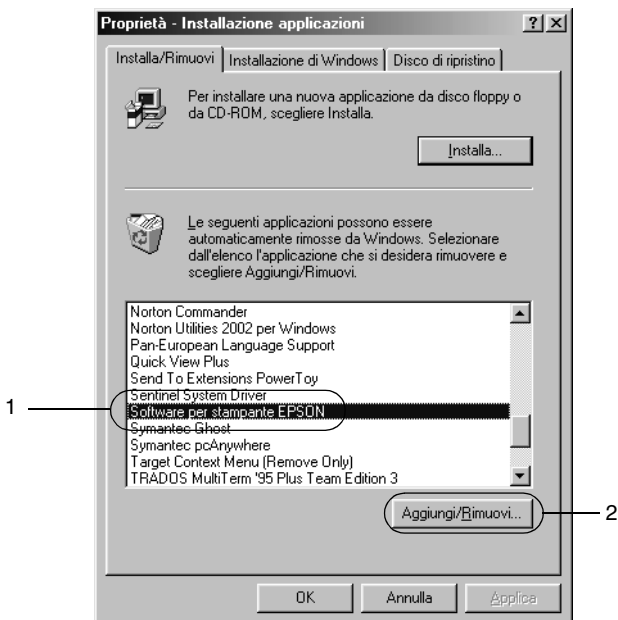 Proprietà - Installazione applicazioni
Installa/Rimuovi Installazione di Windows Disco di ripristino
Per installare una nuova applicazione da disco floppy o
da CD-ROM, scegliere Installa.
Installa...
Le seguenti applicazioni possono essere
automaticamente rimosse da Windows. Selezionare
dall'elenco l'applicazione che si desidera rimuovere e
scegliere Aggiungi/Rimuovi.
Norton Commander
Norton Utilities 2002 per Windows
Pan-European Language Support
Quick View Plus
Send To Extensions PowerToy
Sentinel System Driver
1
Software per stampante EPSON
Symantec Ghost
Symantec pcAnywhere
Target Context Menu (Remove Only)
TRADOS MultiTerm '95 Plus Team Edition 3
Aggiungi/Rimuovi...
2
OK Annulla Applica